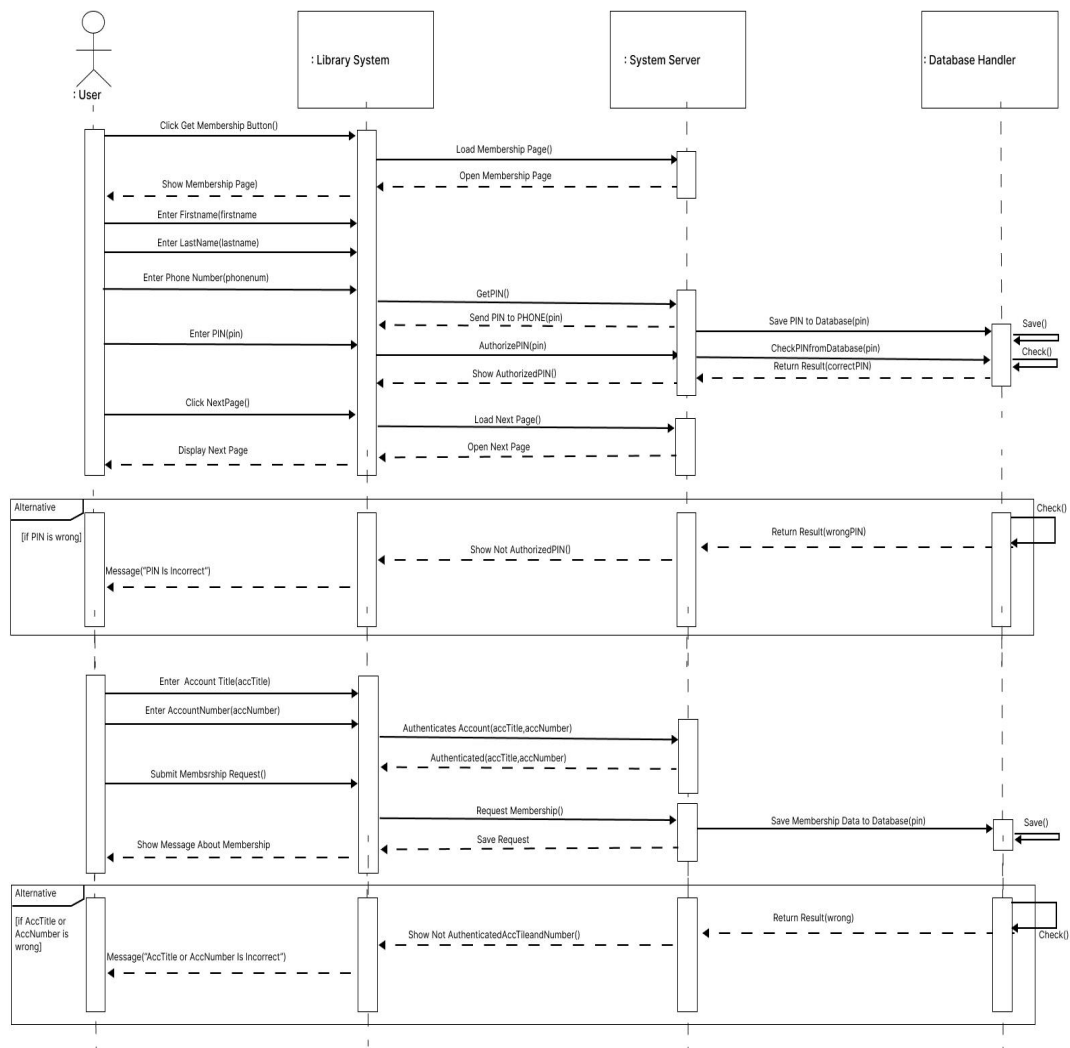 : User
: Library System
: System Server
: Database Handler
Click Get Membership Button()
Load Membership Page()
Open Membership Page
Show Membership Page)
Enter Firstname(firstname
Enter LastName(lastname)
Enter Phone Number(phonenum)
GetPIN()
Send PIN to PHONE(pin)
Save PIN to Database(pin)
Save()
Enter PIN(pin)
AuthorizePIN(pin)
CheckPINfromDatabase(pin)
Check()
Return Result(correctPIN)
Show AuthorizedPIN()
Click NextPage()
Load Next Page()
Open Next Page
Display Next Page
Alternative
[if PIN is wrong]
Check()
Return Result(wrongPIN)
Show Not AuthorizedPIN()
Message("PIN Is Incorrect")
Enter Account Title(accTitle)
Enter AccountNumber(accNumber)
Authenticates Account(accTitle,accNumber)
Authenticated(accTitle,accNumber)
Submit Membsrship Request()
Request Membership()
Save Membership Data to Database(pin)
Save()
Save Request
Show Message About Membership
Alternative
[if AccTitle or
AccNumber is
wrong]
Return Result(wrong)
Check()
Show Not AuthenticatedAccTileandNumber()
Message("AccTitle or AccNumber Is Incorrect")